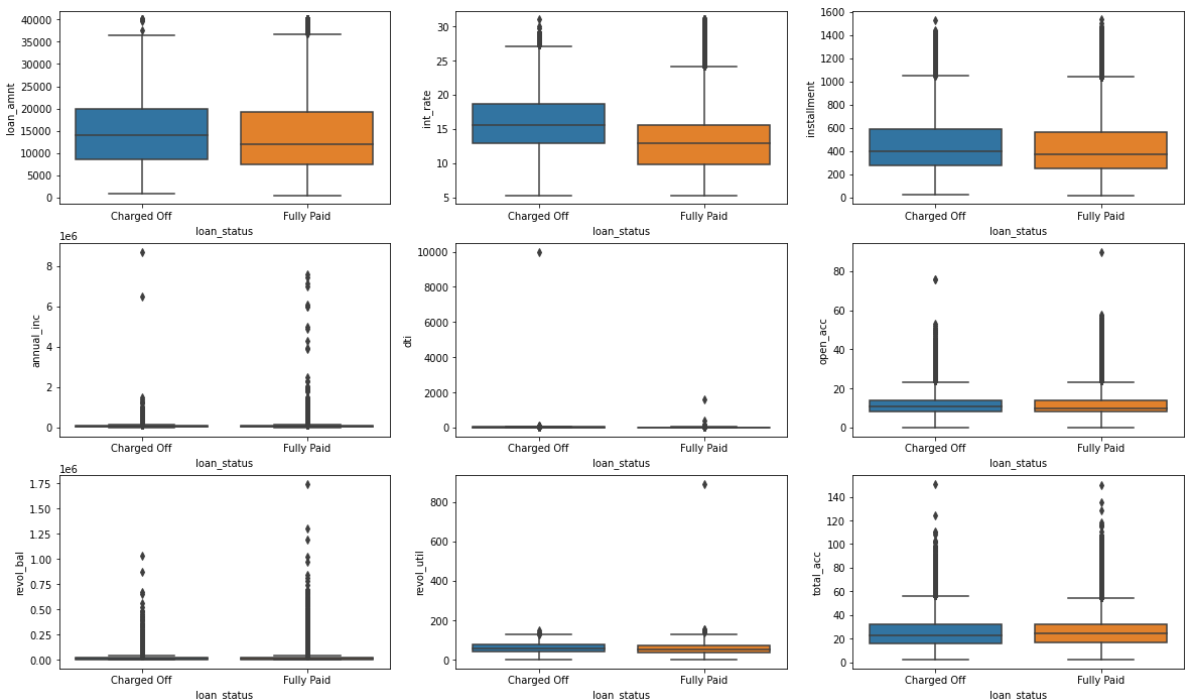 loan_amnt
40000
35000
30000
25000
20000
15000
10000
5000
0
Charged Off
Fully Paid
loan_status
int_rate
30
25
20
15
10
5
Charged Off
Fully Paid
loan_status
installment
1600
1400
1200
1000
800
600
400
200
0
Charged Off
Fully Paid
loan_status
1e6
annual_inc
8
6
4
2
0
Charged Off
Fully Paid
loan_status
dti
10000
8000
6000
4000
2000
0
Charged Off
Fully Paid
loan_status
open_acc
80
60
40
20
0
Charged Off
Fully Paid
loan_status
1e6
revol_bal
1.75
1.50
1.25
1.00
0.75
0.50
0.25
0.00
Charged Off
Fully Paid
loan_status
revol_util
800
600
400
200
0
Charged Off
Fully Paid
loan_status
total_acc
140
120
100
80
60
40
20
0
Charged Off
Fully Paid
loan_status